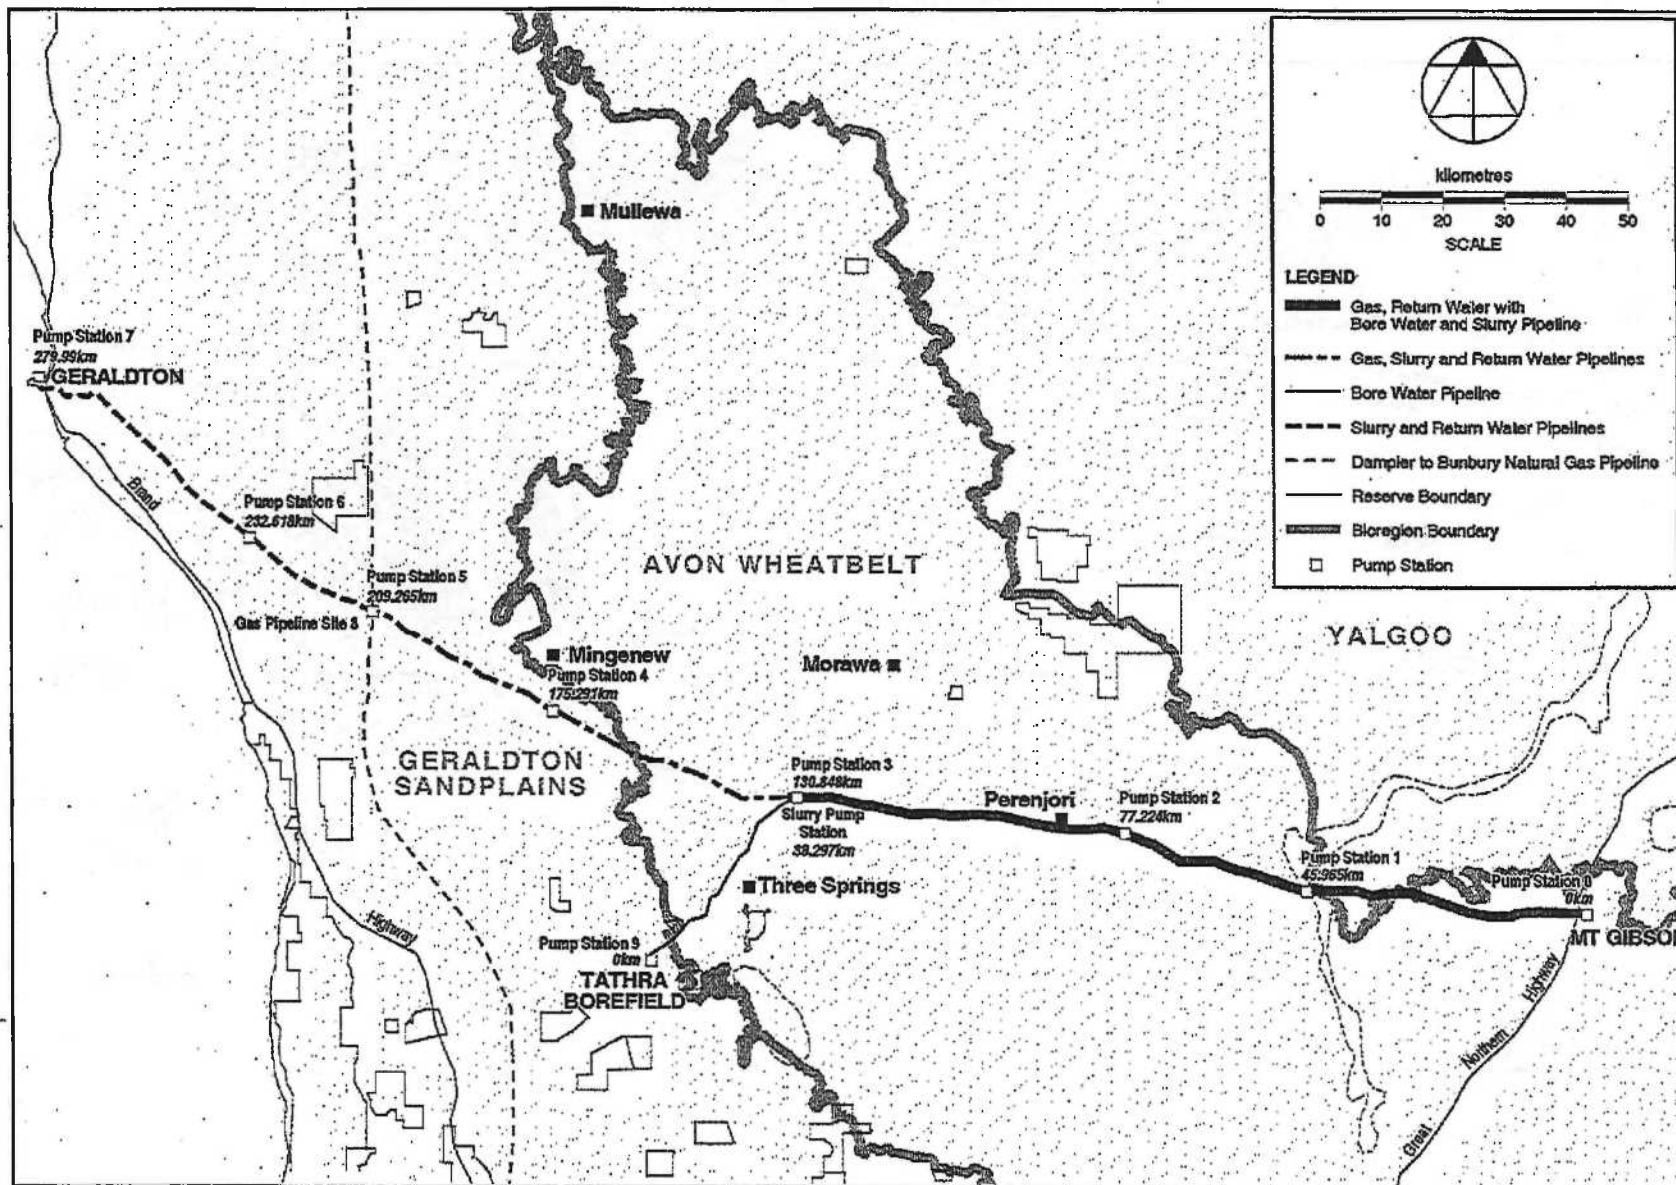 kilometres
0 10 20 30 40 50
SCALE
LEGEND
Gas, Return Water with
Bore Water and Slurry Pipeline
Gas, Slurry and Return Water Pipelines
Bore Water Pipeline
Slurry and Return Water Pipelines
Dampier to Bunbury Natural Gas Pipeline
Reserve Boundary
Bioregion Boundary
Pump Station
Mullewa
Pump Station 7
279.99km
GERALDTON
Brand
Pump Station 6
232.618km
AVON WHEATBELT
Pump Station 5
209.265km
Gas Pipeline Site 8
YALGOO
Mingenew
Morawa
Pump Station 4
175.291km
GERALDTON
SANDPLAINS
Pump Station 3
130.848km
Slurry Pump
Station
38.297km
Perenjori
Pump Station 2
77.224km
Pump Station 1
45.965km
Three Springs
Pump Station 0
0km
MT GIBSON
Highway
Pump Station 9
0km
TATHRA
BOREFIELD
Highway
Northern
Great